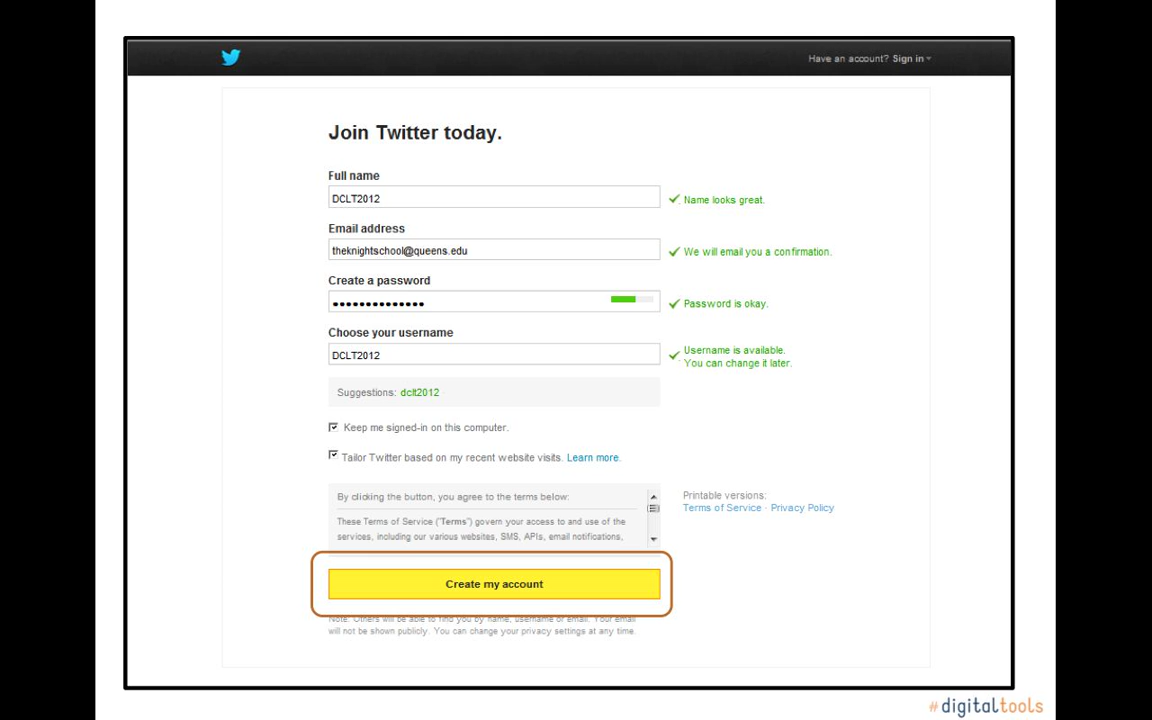 Have an account? Sign in
Join Twitter today.
Full name
DCLT2012
Name looks great.
Email address
theknightschool@queens.edu
We will email you a confirmation.
Create a password
••••••••••••••
Password is okay.
Choose your username
DCLT2012
Username is available.
You can change it later.
Suggestions: dclt2012
Keep me signed-in on this computer.
Tailor Twitter based on my recent website visits. Learn more.
By clicking the button, you agree to the terms below:
These Terms of Service ("Terms") govern your access to and use of the
services, including our various websites, SMS, APIs, email notifications,
Printable versions:
Terms of Service · Privacy Policy
Create my account
Note. Others will be able to find you by name, username or email. Your email
will not be shown publicly. You can change your privacy settings at any time.
#digitaltools